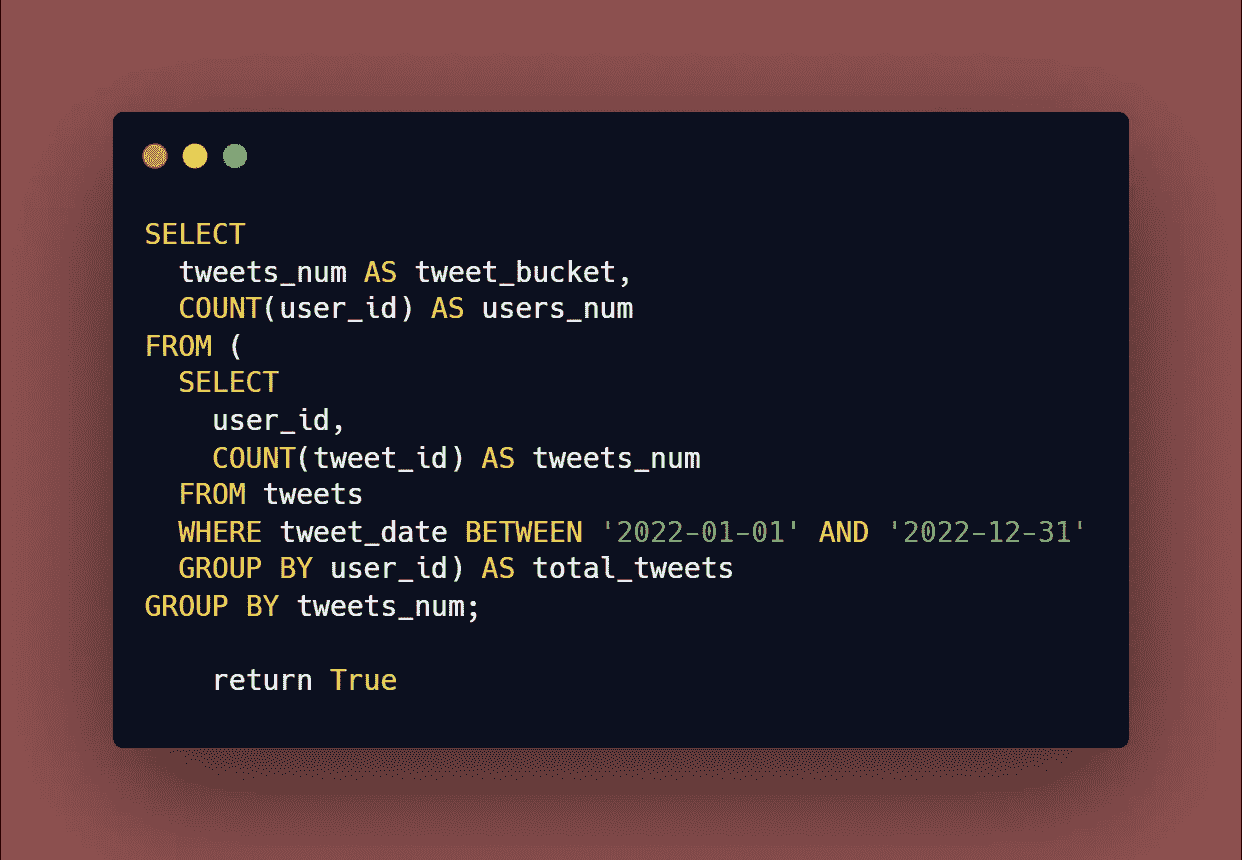 SELECT
  tweets_num AS tweet_bucket,
  COUNT(user_id) AS users_num
FROM (
  SELECT
    user_id,
    COUNT(tweet_id) AS tweets_num
  FROM tweets
  WHERE tweet_date BETWEEN '2022-01-01' AND '2022-12-31'
  GROUP BY user_id) AS total_tweets
GROUP BY tweets_num;
    return True